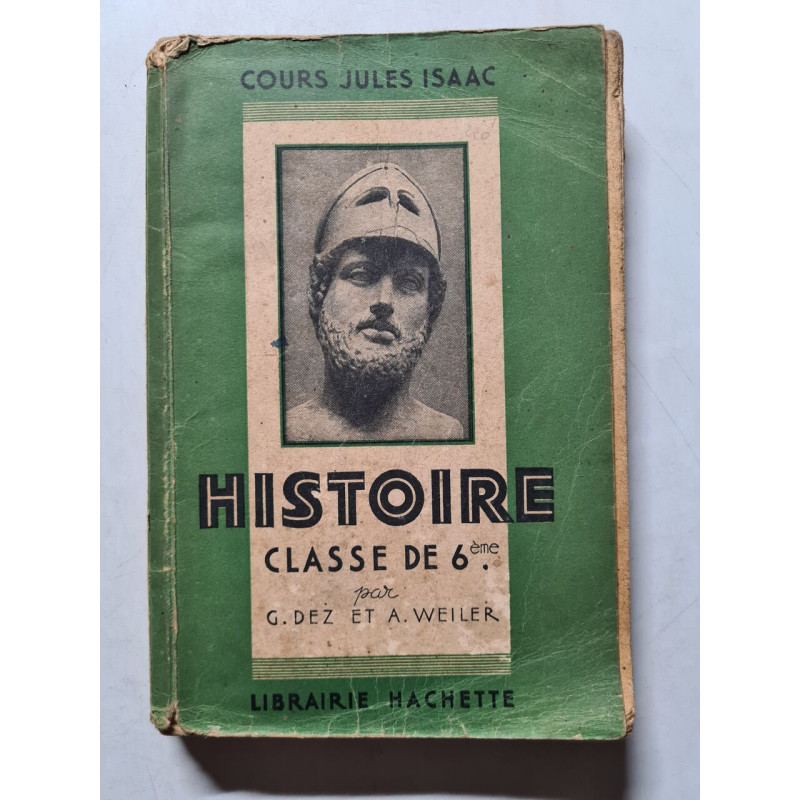 COURS JULES ISAAC
HISTOIRE
CLASSE DE 6ème.
par
G. DEZ ET A. WEILER
LIBRAIRIE HACHETTE